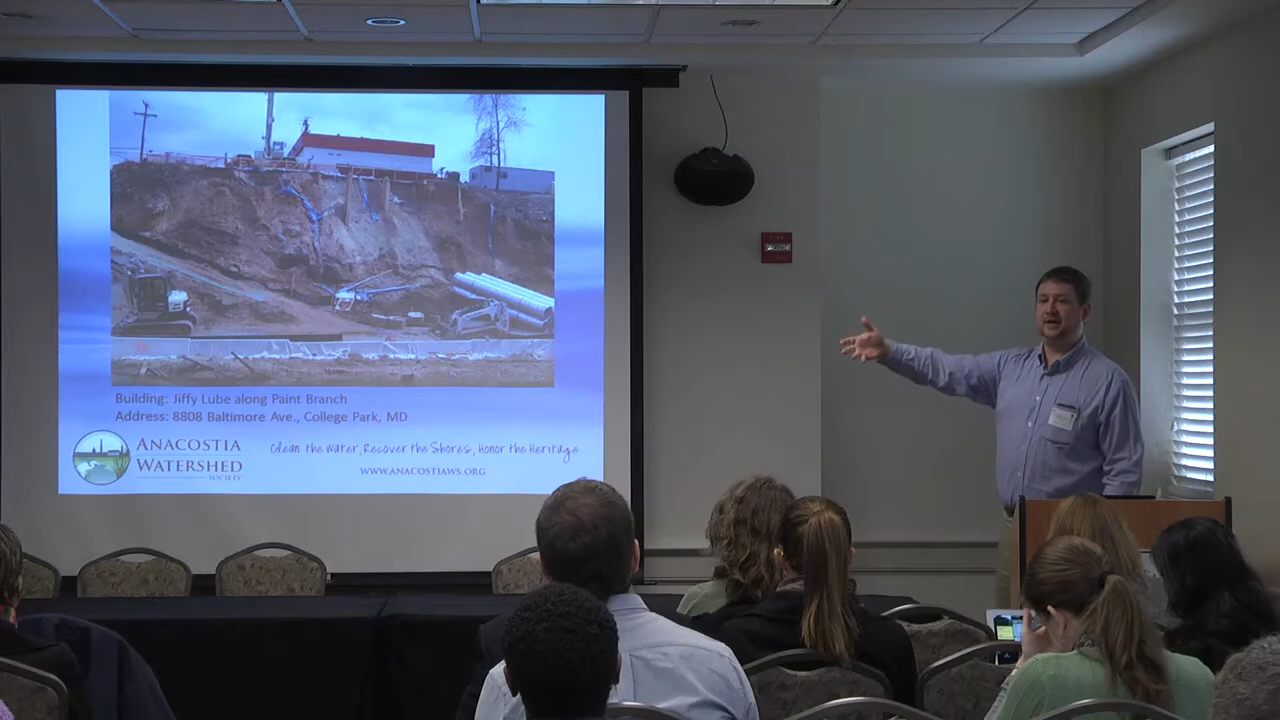 Building: Jiffy Lube along Paint Branch
Address: 8808 Baltimore Ave., College Park, MD
ANACOSTIA
WATERSHED
SOCIETY
Clean the Water, Recover the Shores, Honor the Heritage
WWW.ANACOSTIAWS.ORG